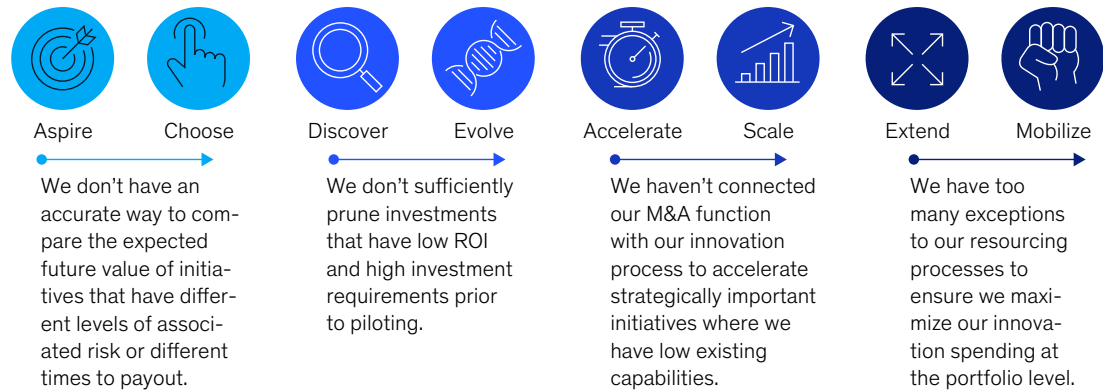 Aspire
Choose
We don't have an
accurate way to com-
pare the expected
future value of initia-
tives that have differ-
ent levels of associ-
ated risk or different
times to payout.
Discover
Evolve
We don't sufficiently
prune investments
that have low ROI
and high investment
requirements prior
to piloting.
Accelerate
Scale
We haven't connected
our M&A function
with our innovation
process to accelerate
strategically important
initiatives where we
have low existing
capabilities.
Extend
Mobilize
We have too
many exceptions
to our resourcing
processes to
ensure we maxi-
mize our innova-
tion spending at
the portfolio level.